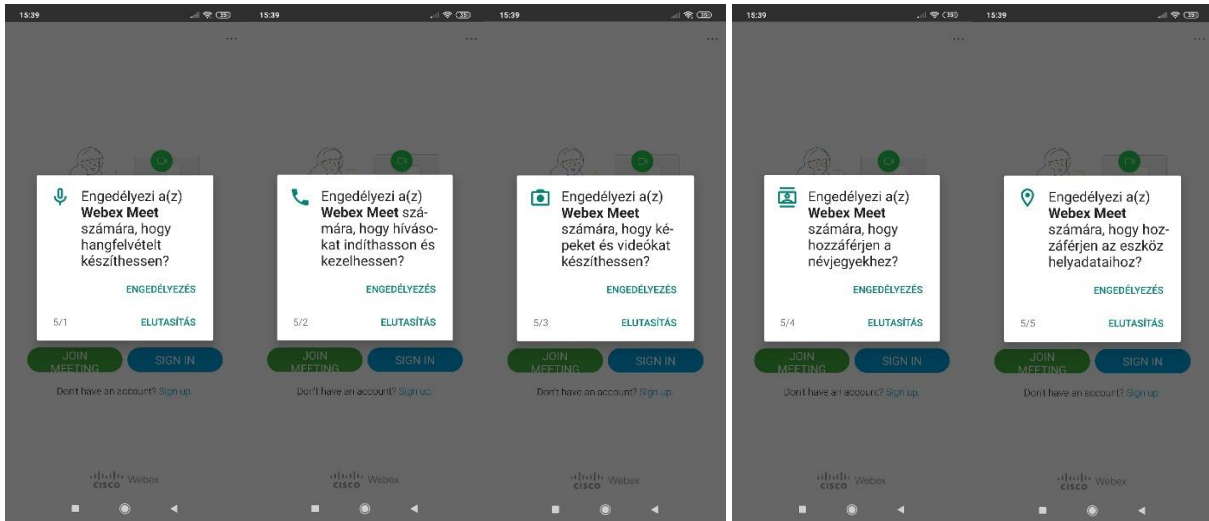 15:39
35
...
Engedélyezi a(z)
Webex Meet
számára, hogy
hangfelvételt
készíthessen?
ENGEDÉLYEZÉS
5/1
ELUTASÍTÁS
JOIN
MEETING
SIGN IN
Don't have an account? Sign up.
CISCO Webex
15:39
35
...
Engedélyezi a(z)
Webex Meet szá-
mára, hogy híváso-
kat indíthasson és
kezelhessen?
ENGEDÉLYEZÉS
5/2
ELUTASÍTÁS
JOIN
MEETING
SIGN IN
Don't have an account? Sign up.
CISCO Webex
15:39
35
...
Engedélyezi a(z)
Webex Meet
számára, hogy ké-
peket és videókat
készíthessen?
ENGEDÉLYEZÉS
5/3
ELUTASÍTÁS
JOIN
MEETING
SIGN IN
Don't have an account? Sign up.
CISCO Webex
15:39
35
...
Engedélyezi a(z)
Webex Meet
számára, hogy
hozzáférjen a
névjegyekhez?
ENGEDÉLYEZÉS
5/4
ELUTASÍTÁS
JOIN
MEETING
SIGN IN
Don't have an account? Sign up.
CISCO Webex
15:39
35
...
Engedélyezi a(z)
Webex Meet
számára, hogy hoz-
záférjen az eszköz
helyadataihoz?
ENGEDÉLYEZÉS
5/5
ELUTASÍTÁS
JOIN
MEETING
SIGN IN
Don't have an account? Sign up.
CISCO Webex